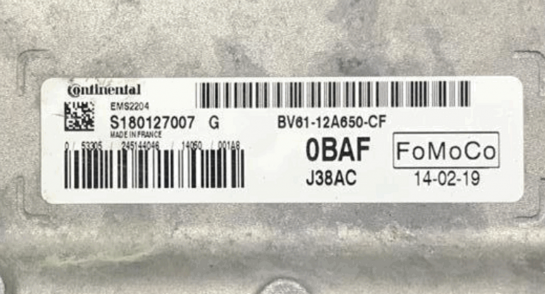 Continental
EMS2204
S180127007 G
BV61-12A650-CF
MADE IN FRANCE
0 / 53305 / 245144046 / 14050 / 001A8
0BAF
FoMoCo
J38AC
14-02-19